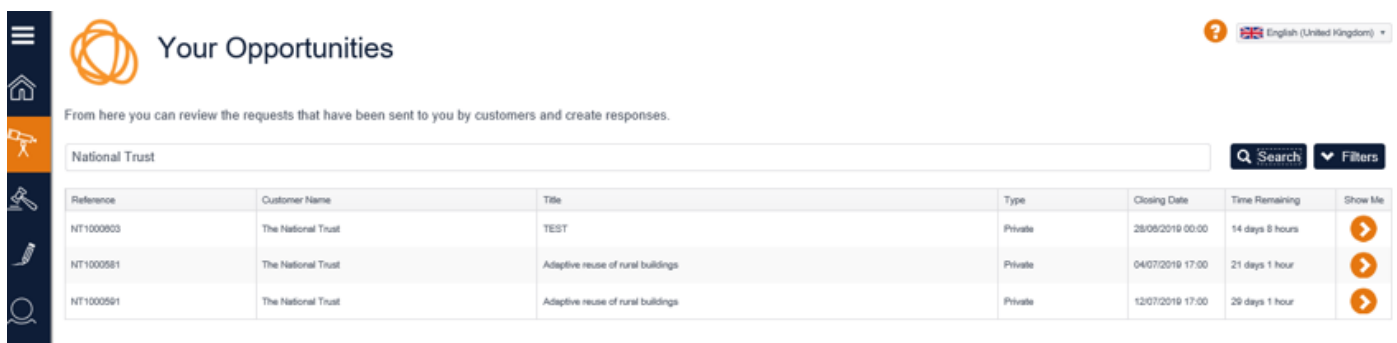 Your Opportunities
? English (United Kingdom)
From here you can review the requests that have been sent to you by customers and create responses.
National Trust Search Filters
Reference Customer Name Title Type Closing Date Time Remaining Show Me
NT1000603 The National Trust TEST Private 28/06/2019 00:00 14 days 8 hours
NT1000581 The National Trust Adaptive reuse of rural buildings Private 04/07/2019 17:00 21 days 1 hour
NT1000591 The National Trust Adaptive reuse of rural buildings Private 12/07/2019 17:00 29 days 1 hour